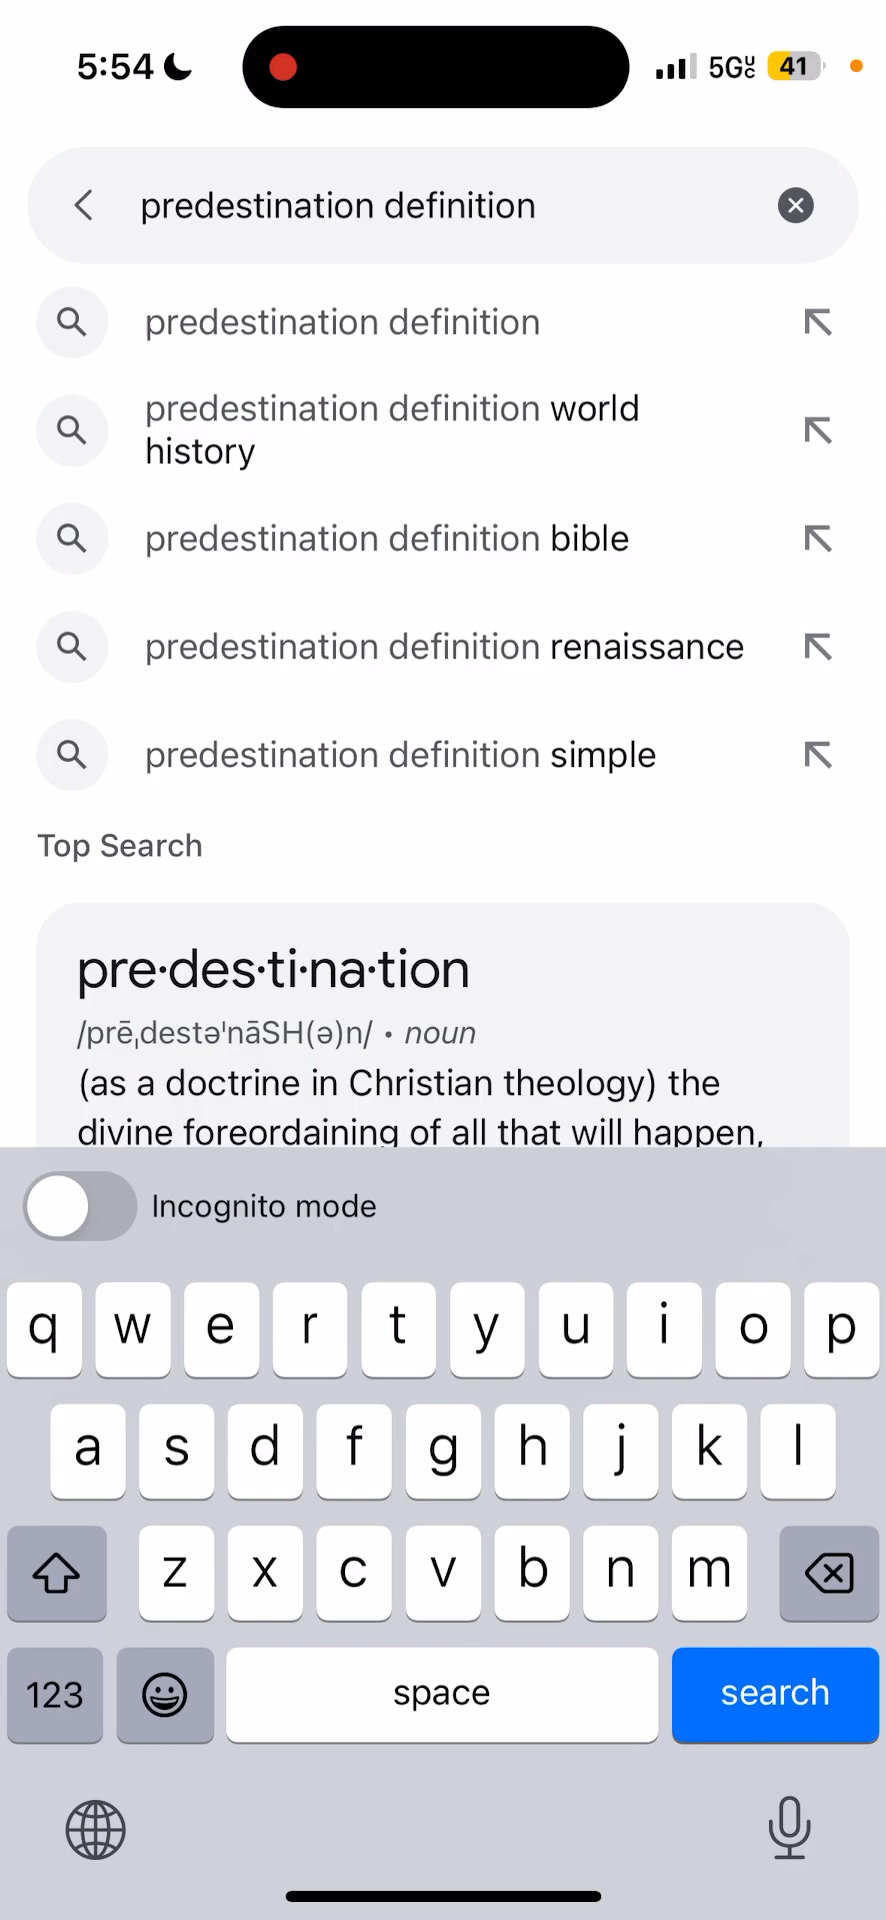 5:54
5G UC
41
predestination definition
predestination definition
predestination definition world
history
predestination definition bible
predestination definition renaissance
predestination definition simple
Top Search
pre·des·ti·na·tion
/prēˌdestəˈnāSH(ə)n/ • noun
(as a doctrine in Christian theology) the
divine foreordaining of all that will happen,
Incognito mode
q w e r t y u i o p
a s d f g h j k l
z x c v b n m
123 space search